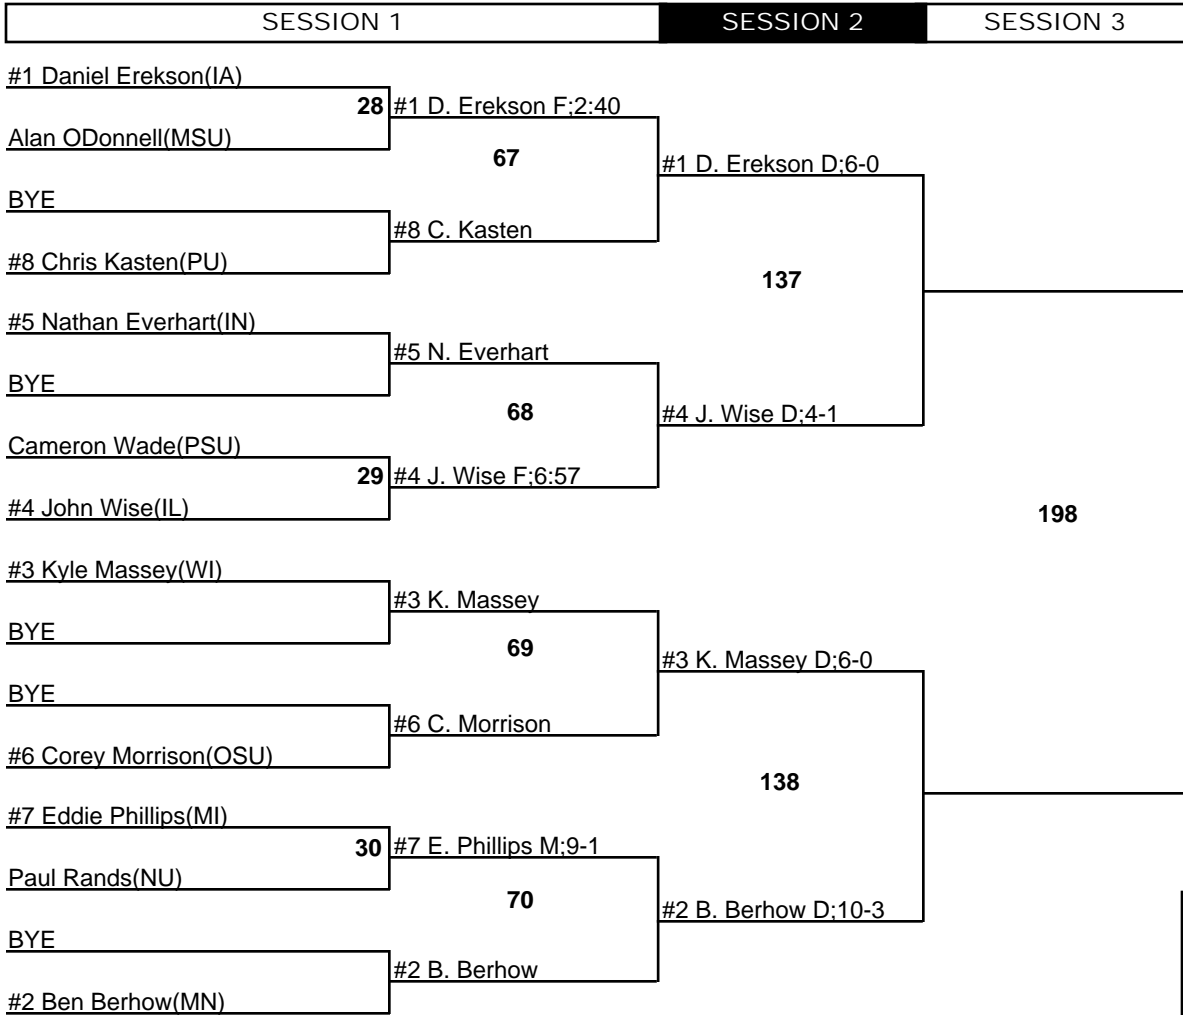 SESSION 1 SESSION 2 SESSION 3
#1 Daniel Erekson(IA)
28 #1 D. Erekson F;2:40
Alan ODonnell(MSU)
67
#1 D. Erekson D;6-0
BYE
#8 C. Kasten
#8 Chris Kasten(PU)
137
#5 Nathan Everhart(IN)
#5 N. Everhart
BYE
68
#4 J. Wise D;4-1
Cameron Wade(PSU)
29 #4 J. Wise F;6:57
#4 John Wise(IL)
198
#3 Kyle Massey(WI)
#3 K. Massey
BYE
69
#3 K. Massey D;6-0
BYE
#6 C. Morrison
#6 Corey Morrison(OSU)
138
#7 Eddie Phillips(MI)
30 #7 E. Phillips M;9-1
Paul Rands(NU)
70
#2 B. Berhow D;10-3
BYE
#2 B. Berhow
#2 Ben Berhow(MN)